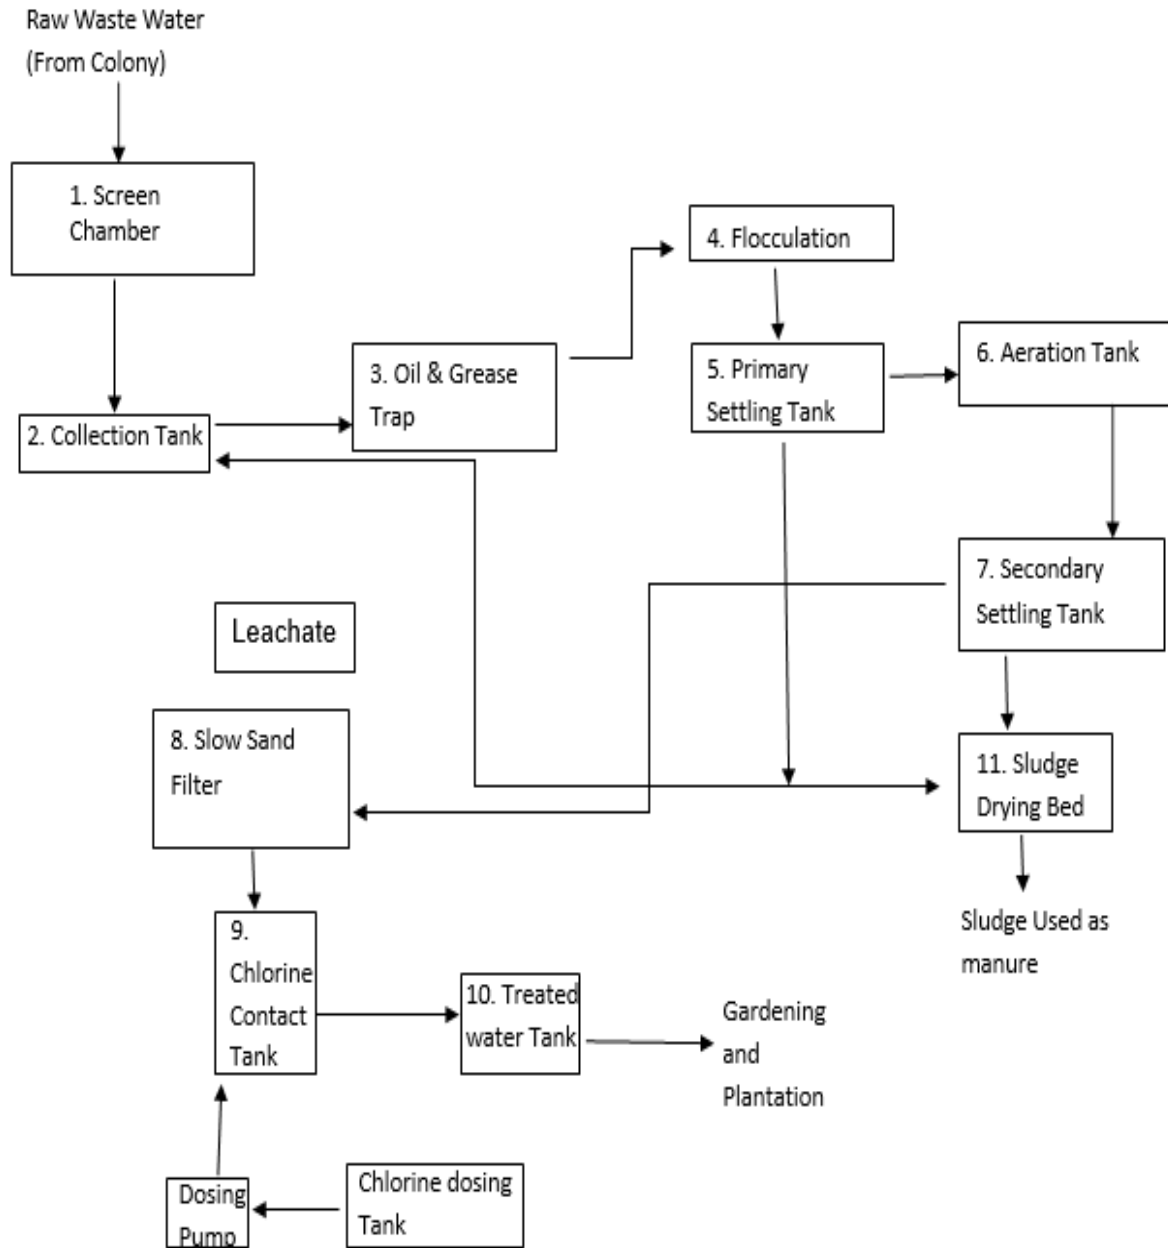 Raw Waste Water
(From Colony)
1. Screen
Chamber
2. Collection Tank
3. Oil & Grease
Trap
4. Flocculation
5. Primary
Settling Tank
6. Aeration Tank
7. Secondary
Settling Tank
Leachate
8. Slow Sand
Filter
11. Sludge
Drying Bed
Sludge Used as
manure
9.
Chlorine
Contact
Tank
10. Treated
water Tank
Gardening
and
Plantation
Dosing
Pump
Chlorine dosing
Tank